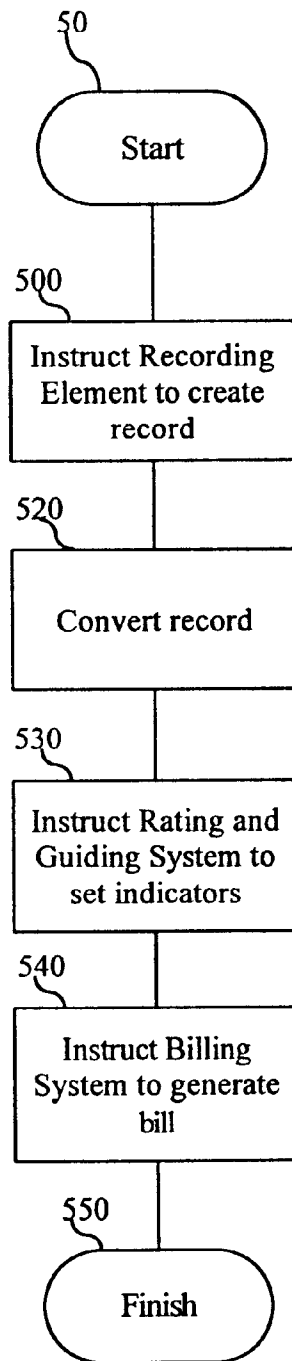 50
Start
500
Instruct Recording
Element to create
record
520
Convert record
530
Instruct Rating and
Guiding System to
set indicators
540
Instruct Billing
System to generate
bill
550
Finish